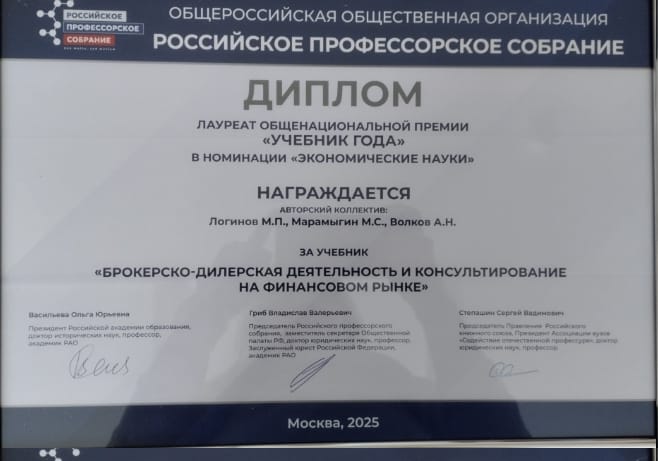 РОССИЙСКОЕ
ПРОФЕССОРСКОЕ
СОБРАНИЕ
ОБЩЕРОССИЙСКАЯ ОБЩЕСТВЕННАЯ ОРГАНИЗАЦИЯ
РОССИЙСКОЕ ПРОФЕССОРСКОЕ СОБРАНИЕ
ДИПЛОМ
ЛАУРЕАТ ОБЩЕНАЦИОНАЛЬНОЙ ПРЕМИИ
«УЧЕБНИК ГОДА»
В НОМИНАЦИИ «ЭКОНОМИЧЕСКИЕ НАУКИ»
НАГРАЖДАЕТСЯ
АВТОРСКИЙ КОЛЛЕКТИВ:
Логинов М.П., Марамыгин М.С., Волков А.Н.
ЗА УЧЕБНИК
«БРОКЕРСКО-ДИЛЕРСКАЯ ДЕЯТЕЛЬНОСТЬ И КОНСУЛЬТИРОВАНИЕ
НА ФИНАНСОВОМ РЫНКЕ»
Васильева Ольга Юрьевна
Президент Российской академии образования,
доктор исторических наук, профессор,
академик РАО
Гриб Владислав Валерьевич
Председатель Российского профессорского
собрания, заместитель секретаря Общественной
палаты РФ, доктор юридических наук, профессор,
Заслуженный юрист Российской Федерации,
академик РАО
Степашин Сергей Вадимович
Председатель Правления Российского
книжного союза, Президент Ассоциации вузов
«Содействие отечественной профессуре», доктор
юридических наук, профессор
Москва, 2025